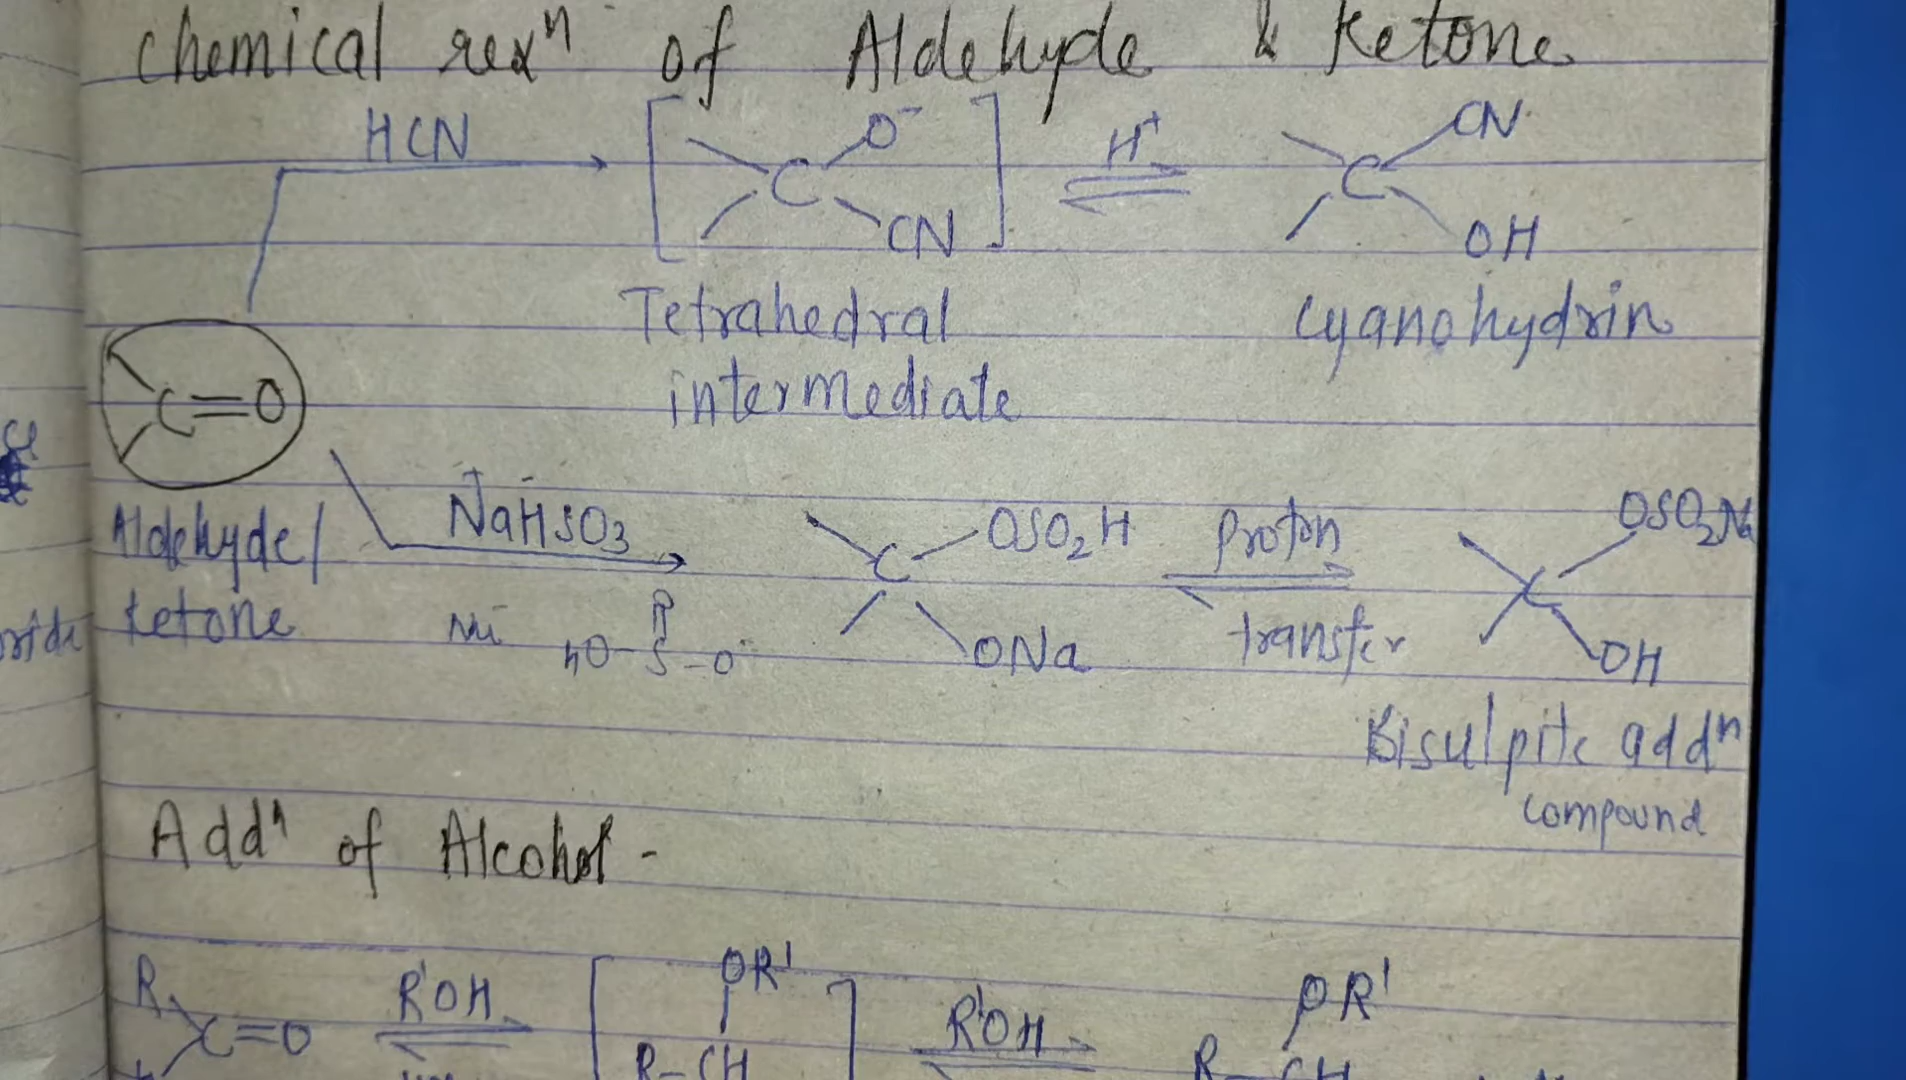 Chemical rexⁿ of Aldehyde & Ketone
HCN
O⁻
C
CN
H⁺
CN
C
OH
Tetrahedral
intermediate
Cyanohydrin
C=O
Aldehyde/
Ketone
NaHSO₃
HO-S-O
C
OSO₂H
ONa
Proton
transfer
OSO₂Na
C
OH
Bisulpite addⁿ
compound
Addⁿ of Alcohol -
R
C=O
R'OH
OR'
R-CH
R'OH
OR'
R-CH